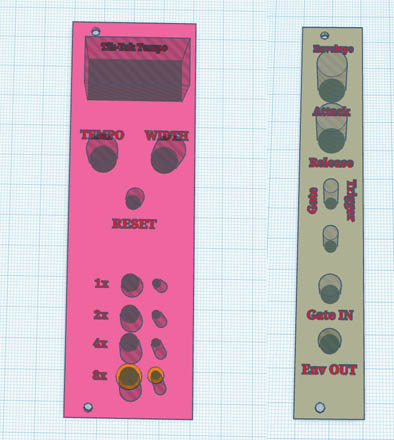 Tik-Tok Tempo
TEMPO WIDTH
RESET
1x
2x
4x
8x
Envelope
Attack
Release
Gate
Trigger
Gate IN
Env OUT